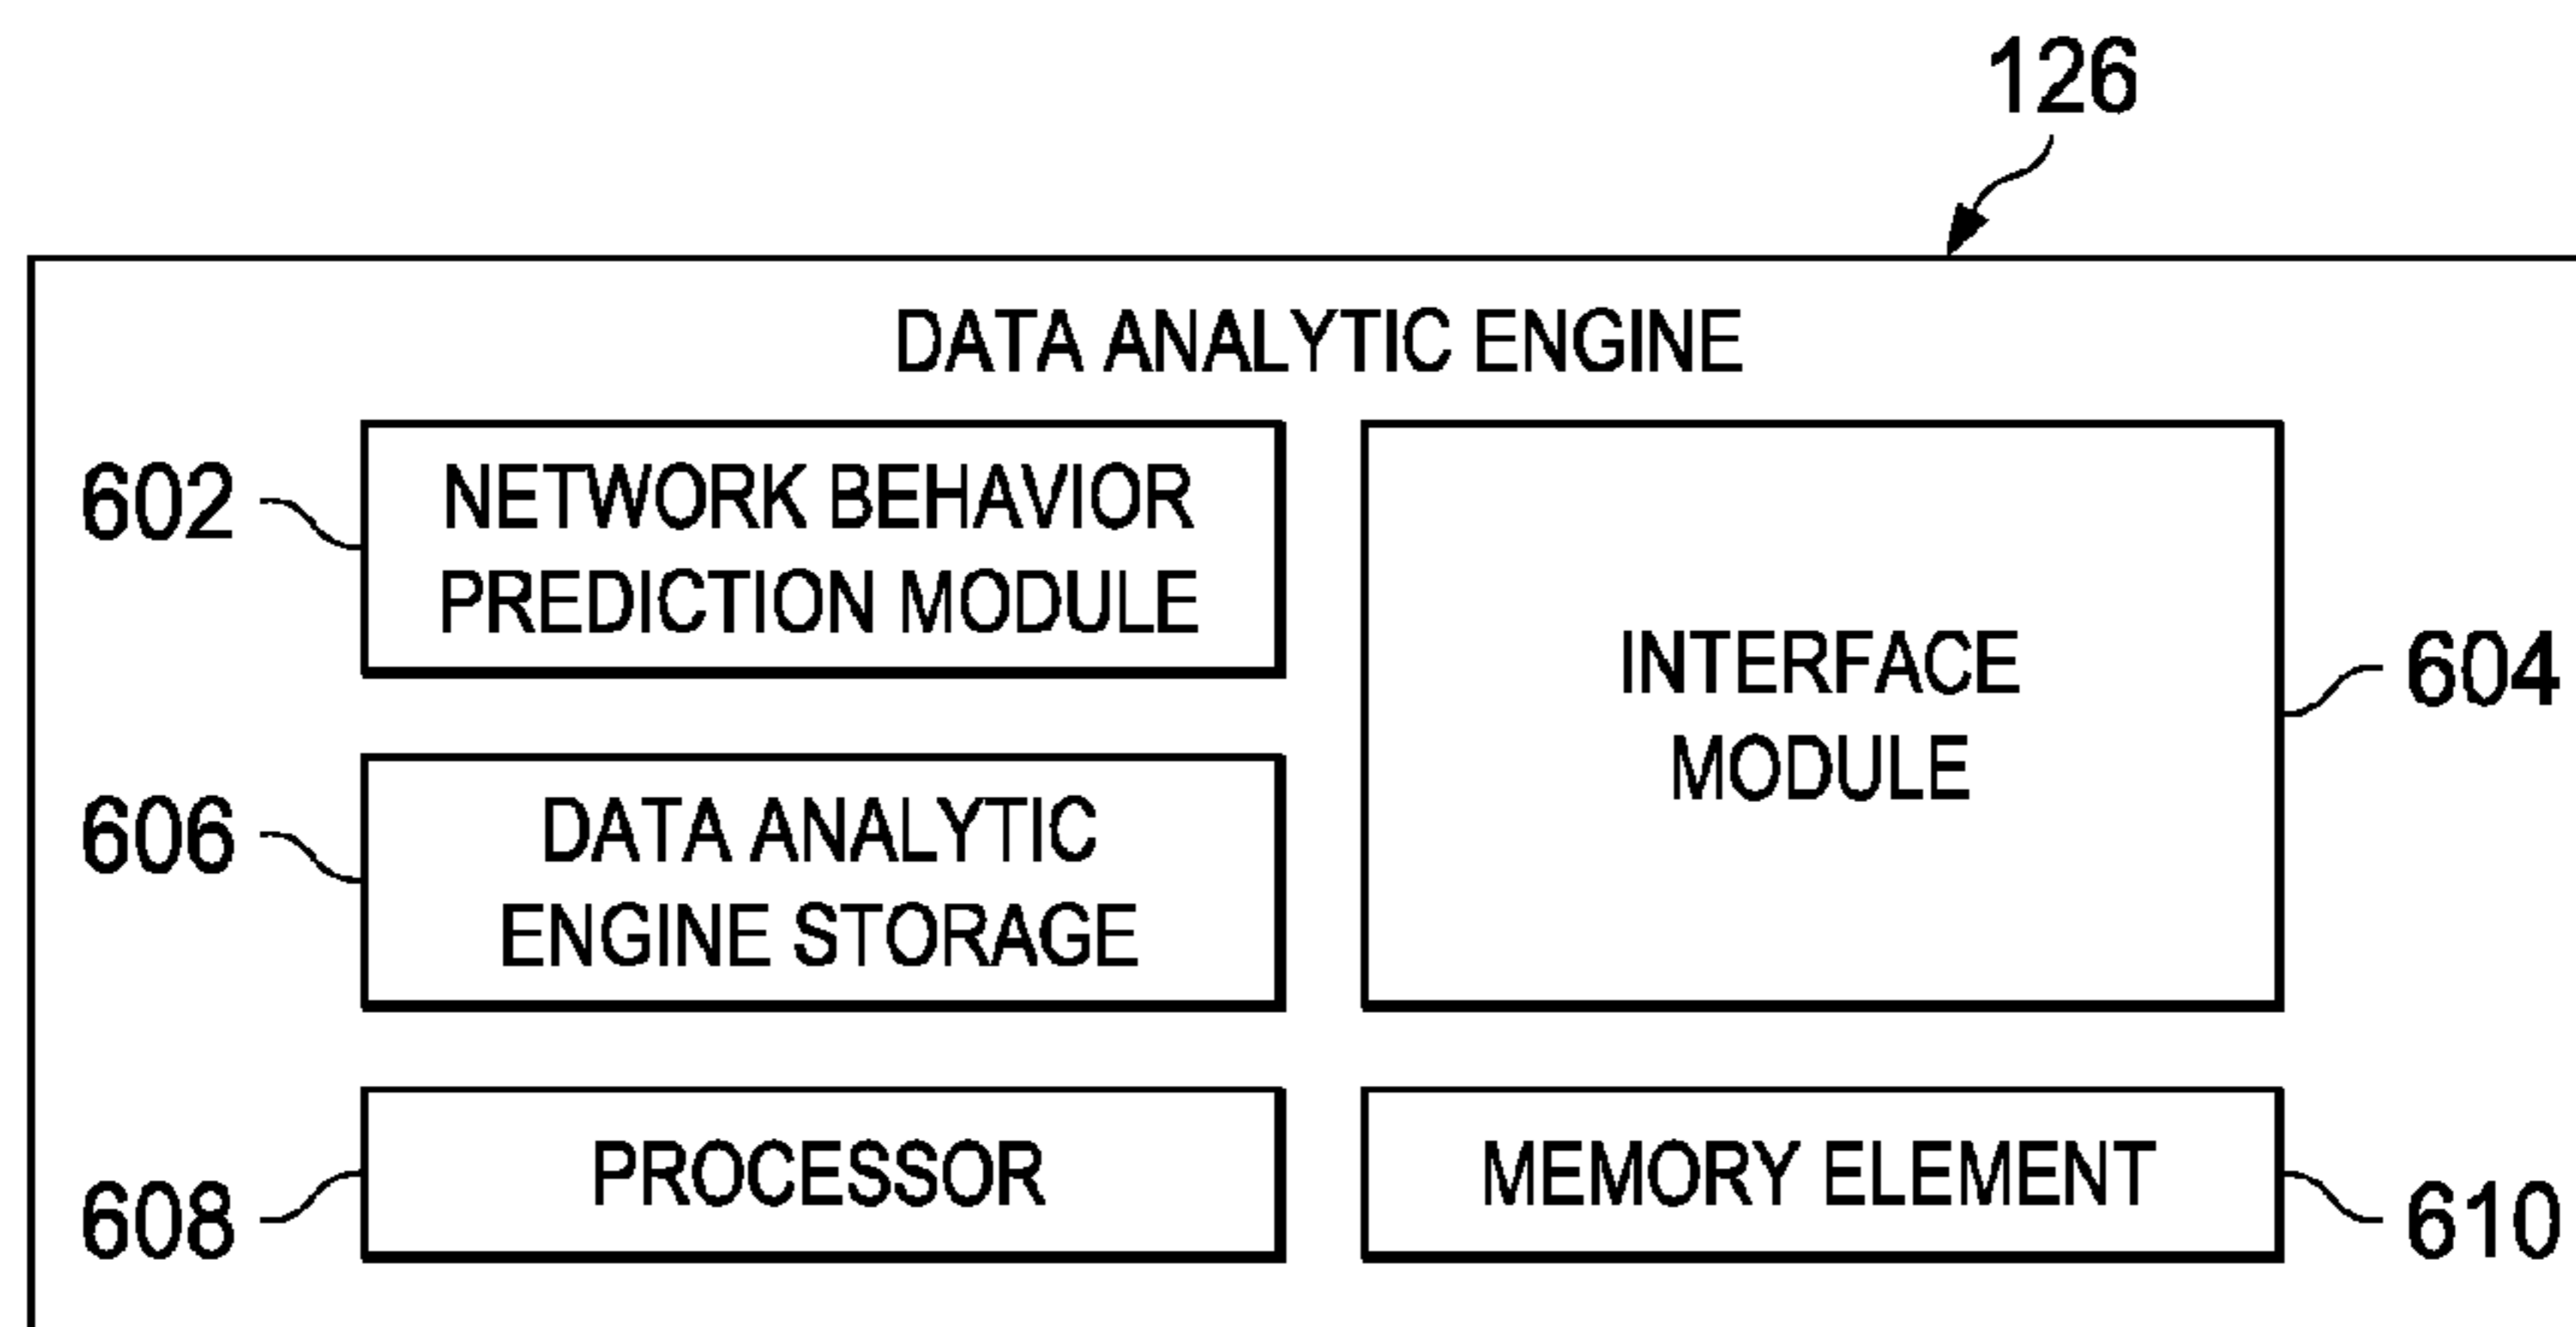 126
DATA ANALYTIC ENGINE
602
NETWORK BEHAVIOR
PREDICTION MODULE
INTERFACE
MODULE
604
606
DATA ANALYTIC
ENGINE STORAGE
608
PROCESSOR
MEMORY ELEMENT
610